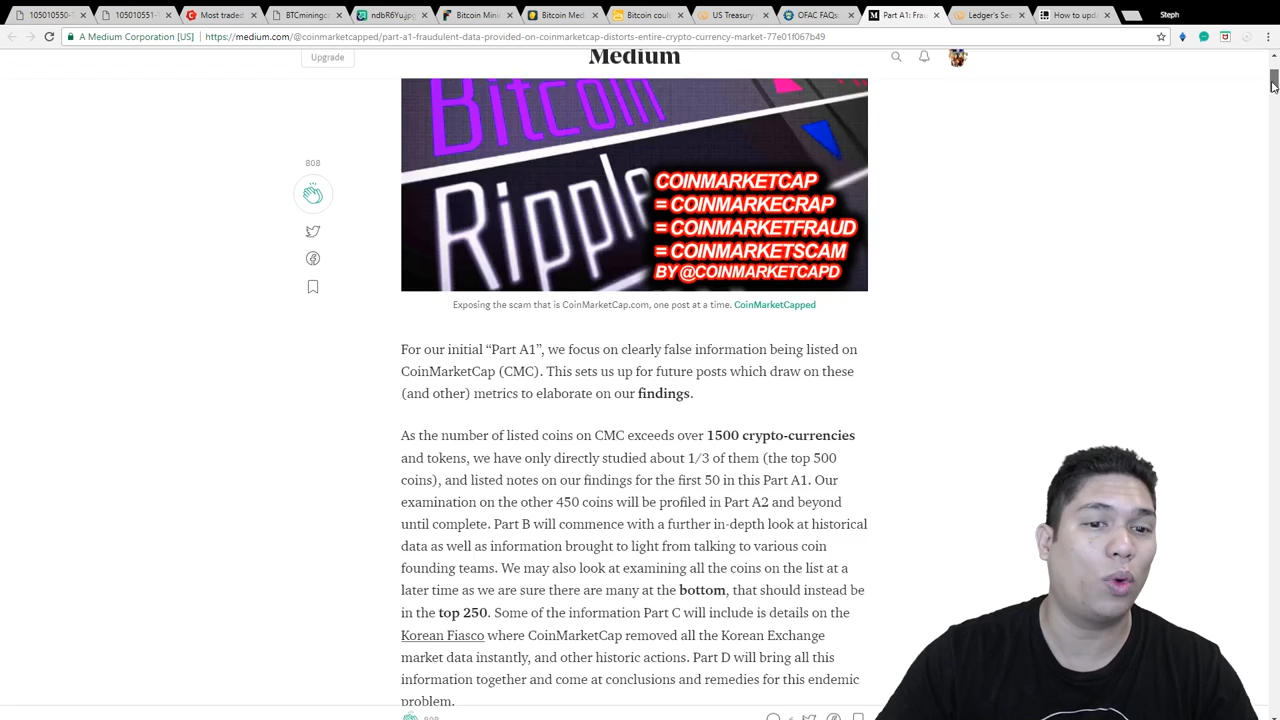 105010550-1
105010551-1
Most traded
BTCminingca
ndbR6Yu.jpg
Bitcoin Mini
Bitcoin Med
Bitcoin coul
US Treasury
OFAC FAQs:
Part A1: Frau
Ledger's Sec
How to upda
Steph
A Medium Corporation [US]
https://medium.com/@coinmarketcapped/part-a1-fraudulent-data-provided-on-coinmarketcap-distorts-entire-crypto-currency-market-77e01f067b49
Upgrade
Medium
808
Bitcoin
Ripple
COINMARKETCAP
= COINMARKECRAP
= COINMARKETFRAUD
= COINMARKETSCAM
BY @COINMARKETCAPD
Exposing the scam that is CoinMarketCap.com, one post at a time. CoinMarketCapped
For our initial “Part A1”, we focus on clearly false information being listed on
CoinMarketCap (CMC). This sets us up for future posts which draw on these
(and other) metrics to elaborate on our findings.
As the number of listed coins on CMC exceeds over 1500 crypto-currencies
and tokens, we have only directly studied about 1/3 of them (the top 500
coins), and listed notes on our findings for the first 50 in this Part A1. Our
examination on the other 450 coins will be profiled in Part A2 and beyond
until complete. Part B will commence with a further in-depth look at historical
data as well as information brought to light from talking to various coin
founding teams. We may also look at examining all the coins on the list at a
later time as we are sure there are many at the bottom, that should instead be
in the top 250. Some of the information Part C will include is details on the
Korean Fiasco where CoinMarketCap removed all the Korean Exchange
market data instantly, and other historic actions. Part D will bring all this
information together and come at conclusions and remedies for this endemic
problem.
808